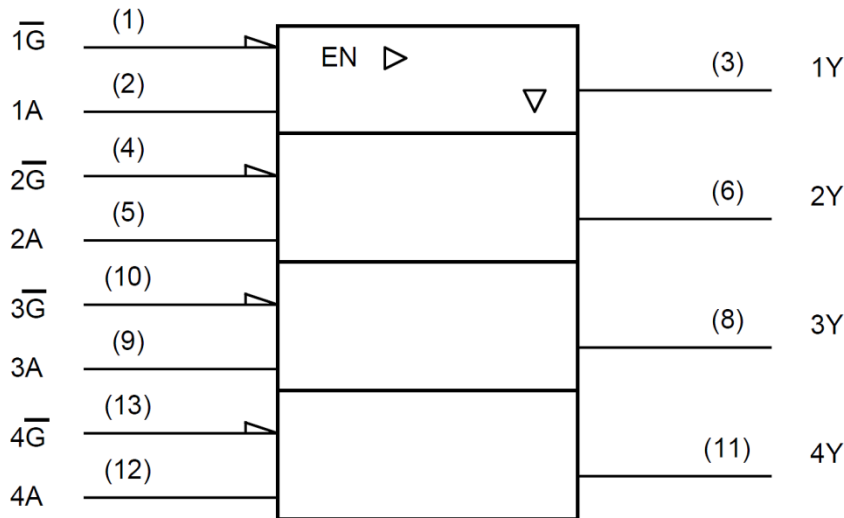 1G̅ (1)
EN
(3) 1Y
1A (2)
2G̅ (4)
(6) 2Y
2A (5)
3G̅ (10)
(8) 3Y
3A (9)
4G̅ (13)
(11) 4Y
4A (12)